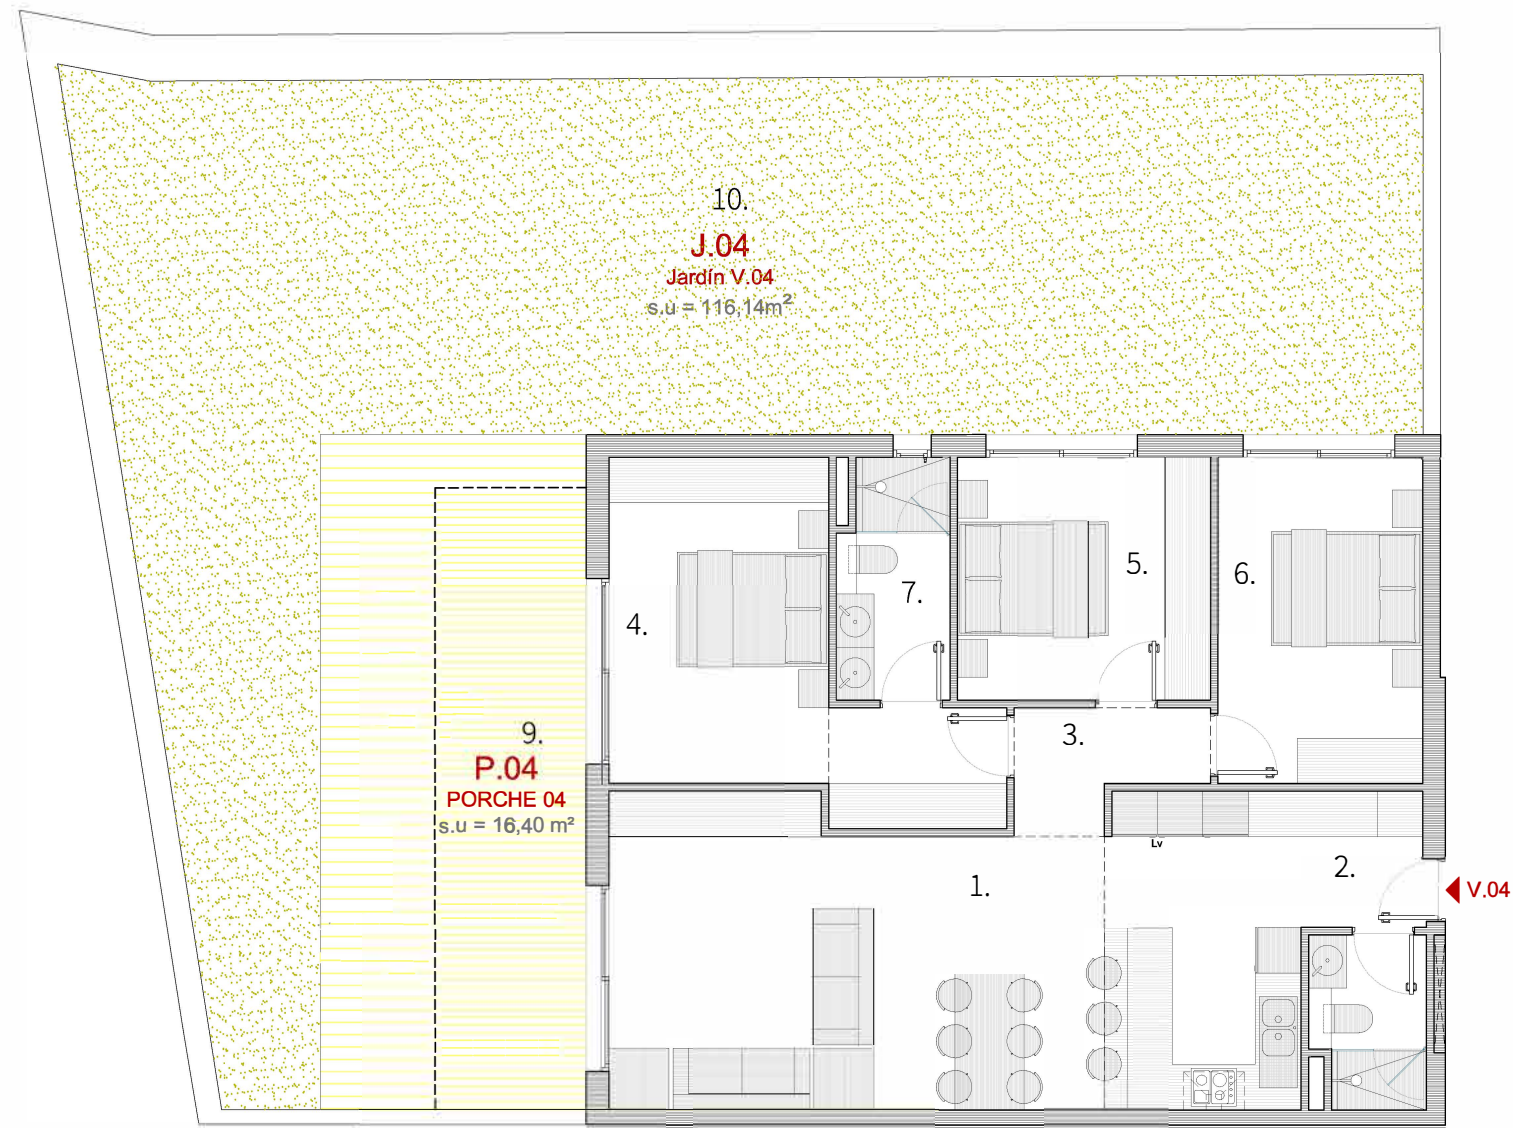 10.
J.04
Jardín V.04
s.u = 116,14m²
5.
6.
7.
4.
9.
3.
P.04
PORCHE 04
s.u = 16,40 m²
Lv
2.
1.
V.04